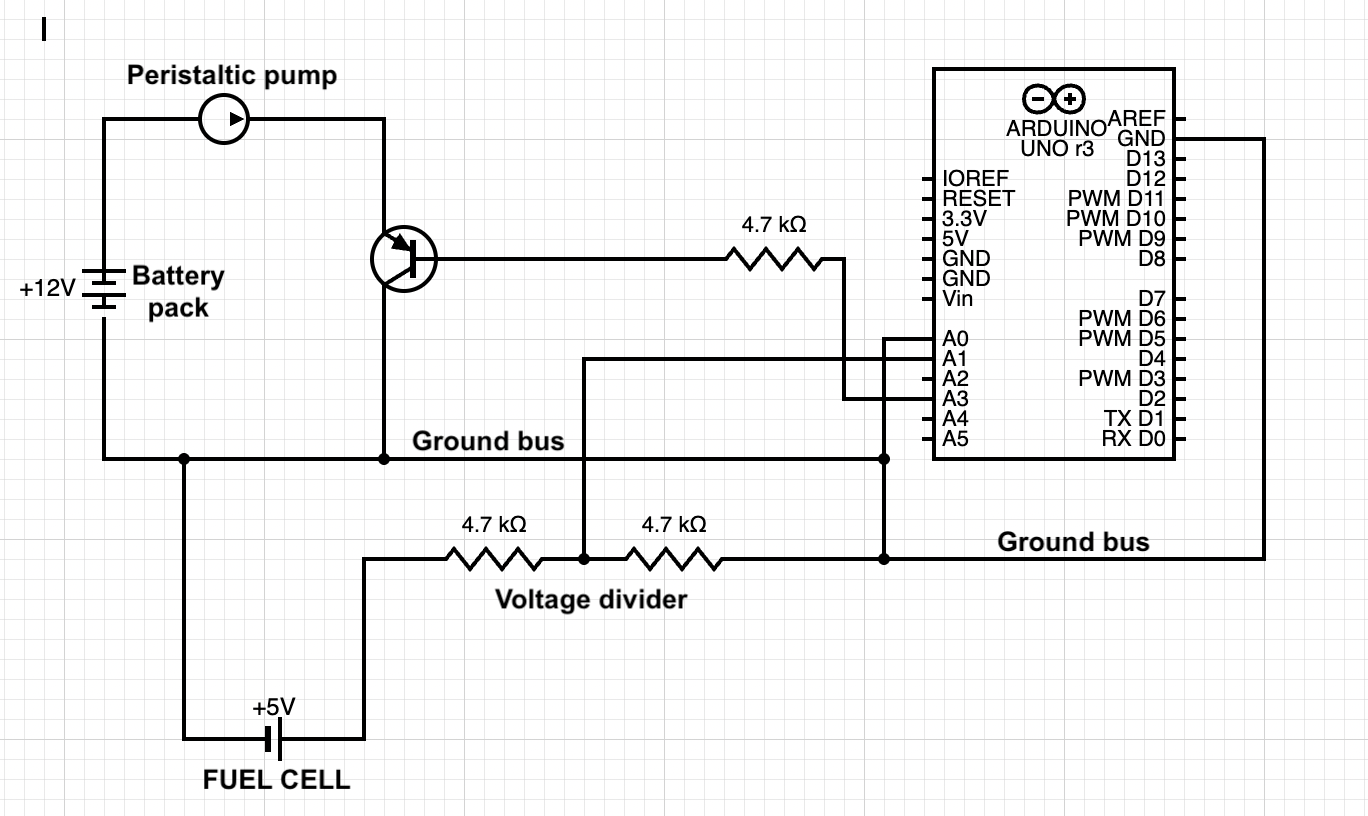 I
Peristaltic pump
+12V
Battery
pack
4.7 kΩ
ARDUINO
UNO r3
IOREF
RESET
3.3V
5V
GND
GND
Vin
A0
A1
A2
A3
A4
A5
AREF
GND
D13
D12
PWM D11
PWM D10
PWM D9
D8
D7
PWM D6
PWM D5
D4
PWM D3
D2
TX D1
RX D0
Ground bus
4.7 kΩ
4.7 kΩ
Voltage divider
Ground bus
+5V
FUEL CELL